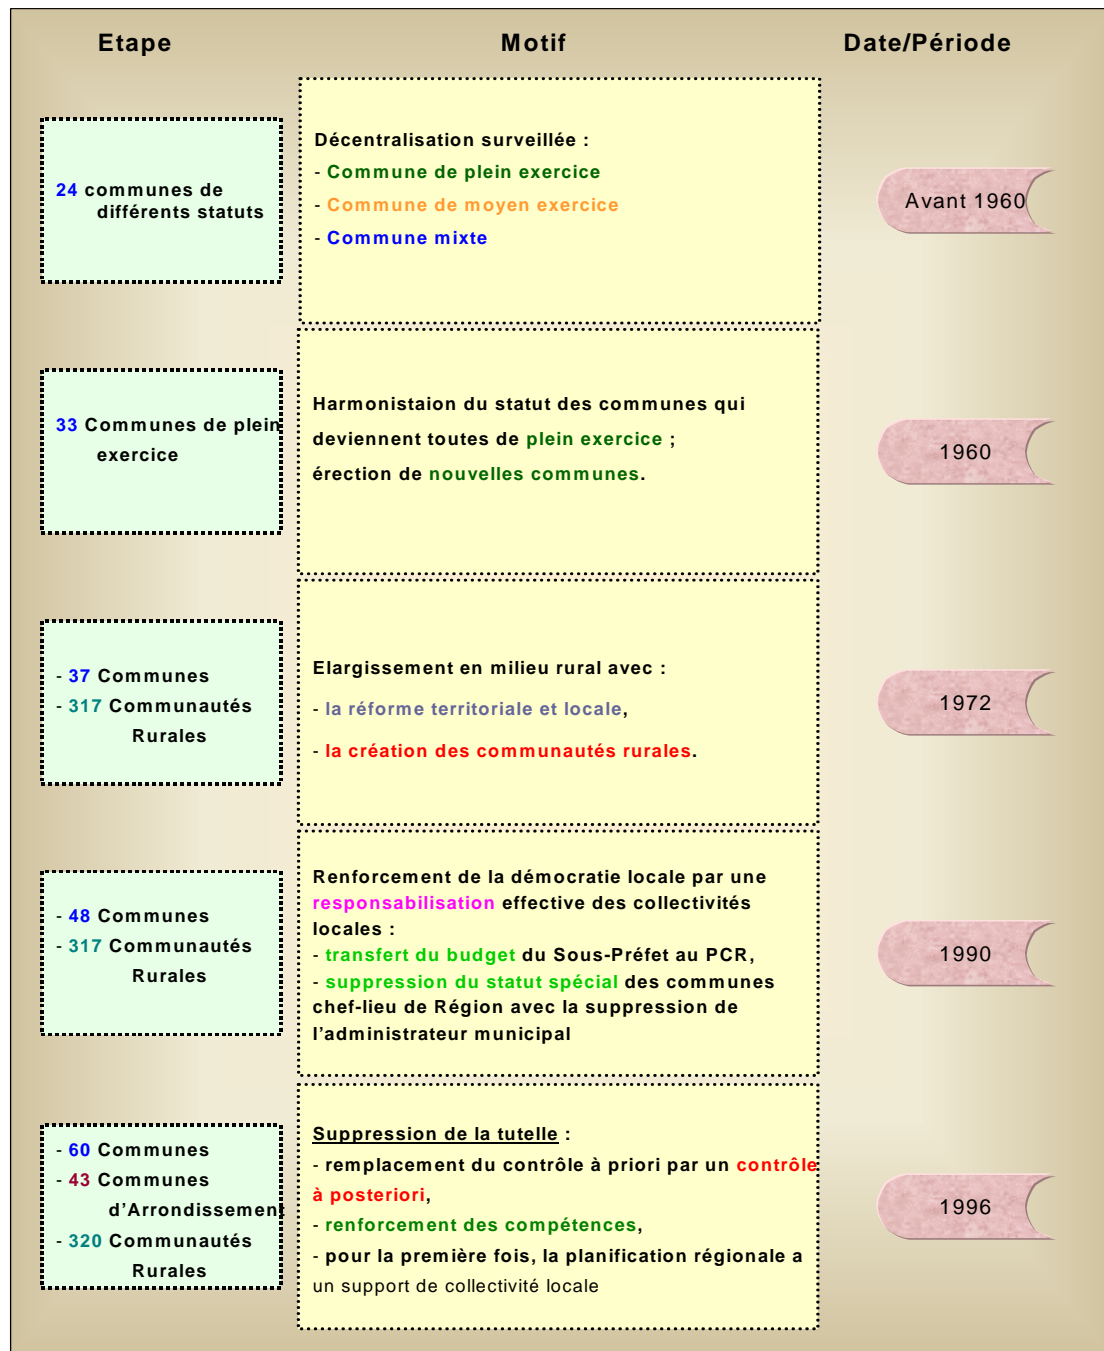 Etape Motif Date/Période
24 communes de
différents statuts
Décentralisation surveillée :
- Commune de plein exercice
- Commune de moyen exercice
- Commune mixte
Avant 1960
33 Communes de plein
exercice
Harmonistaion du statut des communes qui
deviennent toutes de plein exercice ;
érection de nouvelles communes.
1960
- 37 Communes
- 317 Communautés
Rurales
Elargissement en milieu rural avec :
- la réforme territoriale et locale,
- la création des communautés rurales.
1972
- 48 Communes
- 317 Communautés
Rurales
Renforcement de la démocratie locale par une
responsabilisation effective des collectivités
locales :
- transfert du budget du Sous-Préfet au PCR,
- suppression du statut spécial des communes
chef-lieu de Région avec la suppression de
l’administrateur municipal
1990
- 60 Communes
- 43 Communes
d’Arrondissement
- 320 Communautés
Rurales
Suppression de la tutelle :
- remplacement du contrôle à priori par un contrôle
à posteriori,
- renforcement des compétences,
- pour la première fois, la planification régionale a
un support de collectivité locale
1996